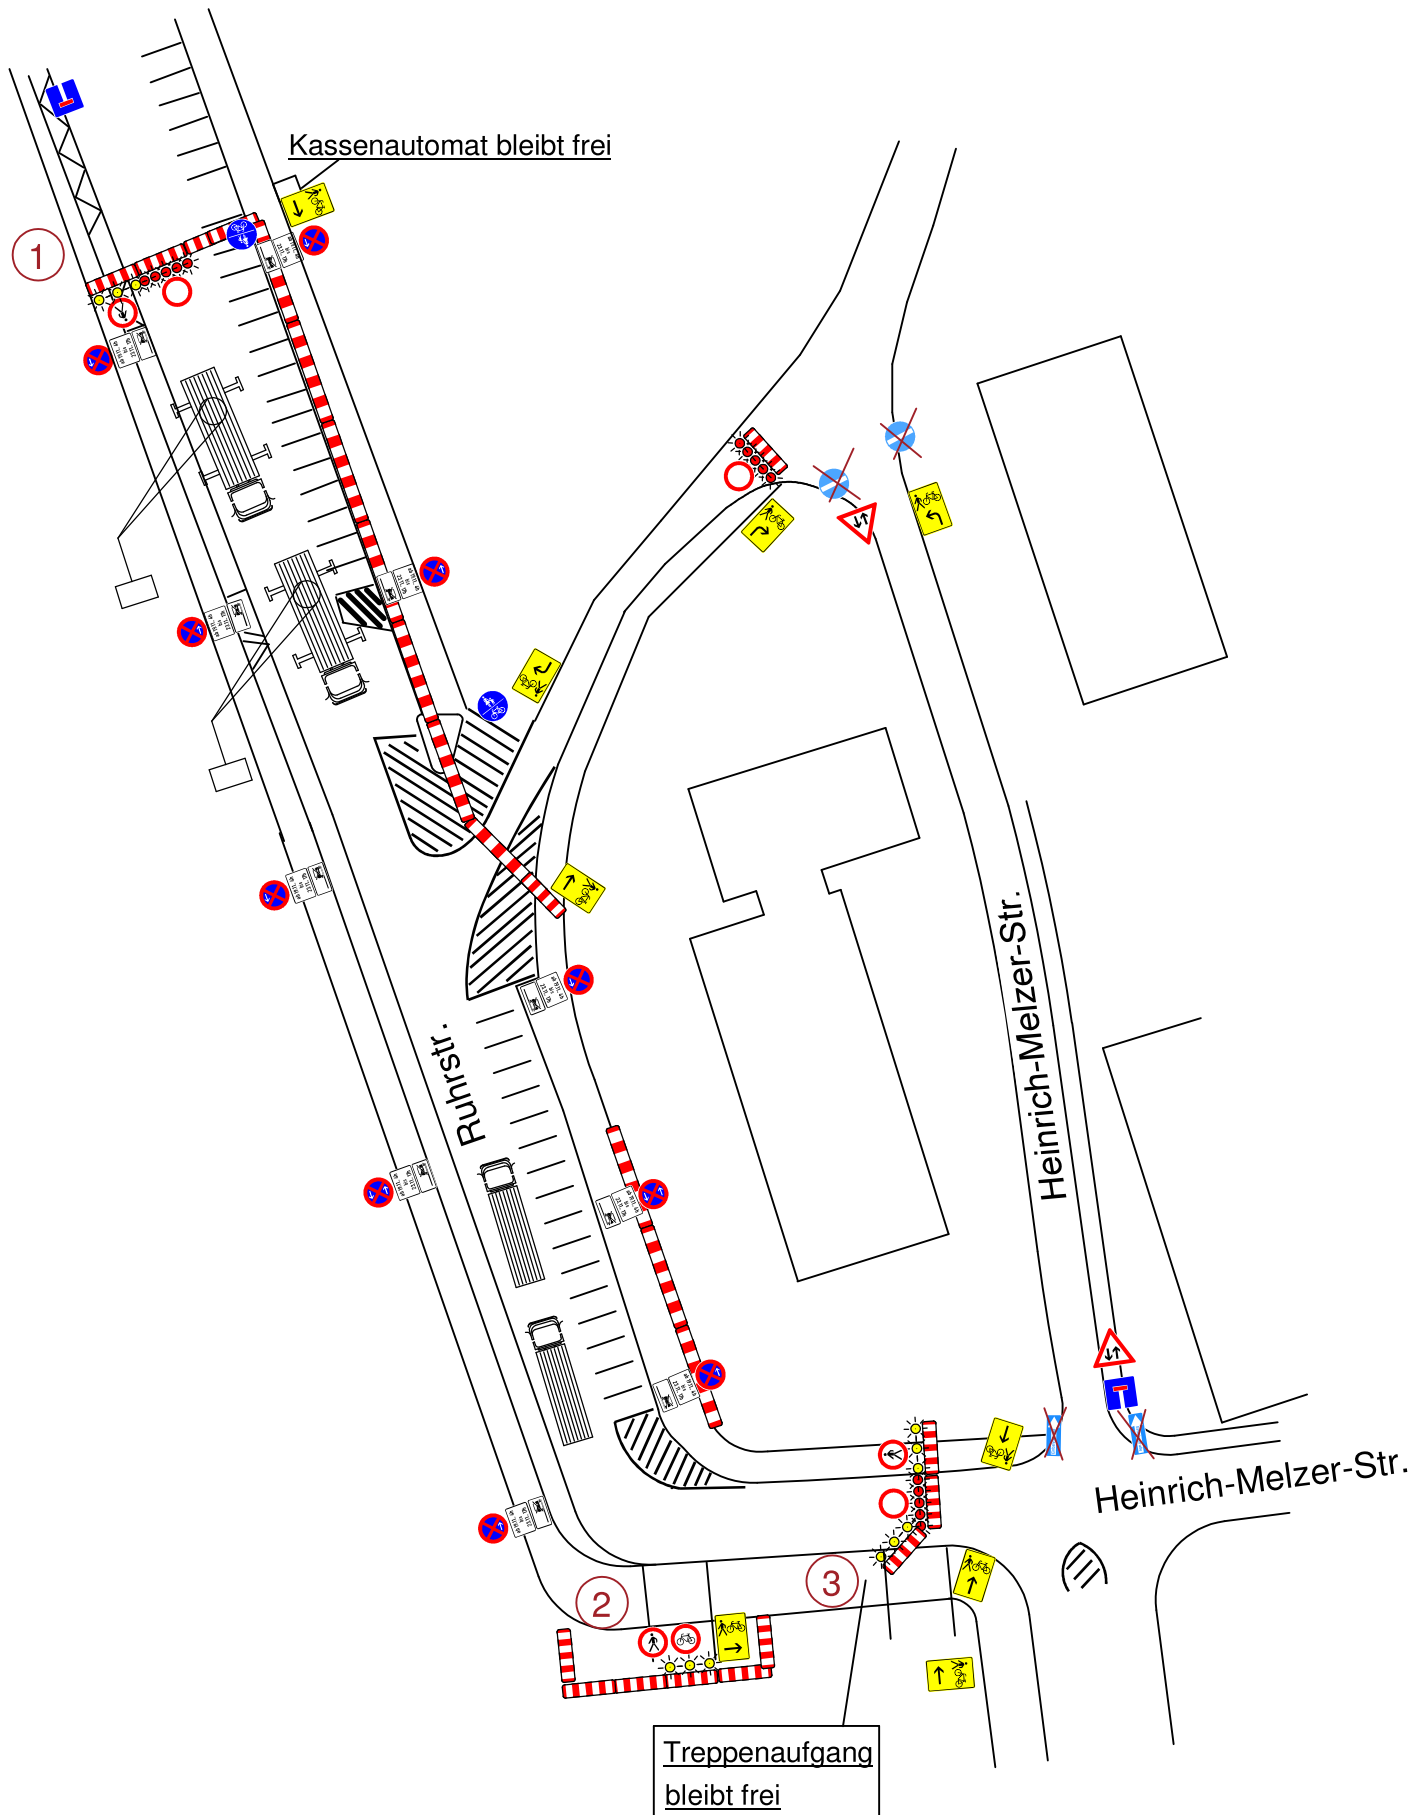 Kassenautomat bleibt frei
1
Ruhrstr.
Heinrich-Melzer-Str.
Heinrich-Melzer-Str.
2
3
Treppenaufgang
bleibt frei